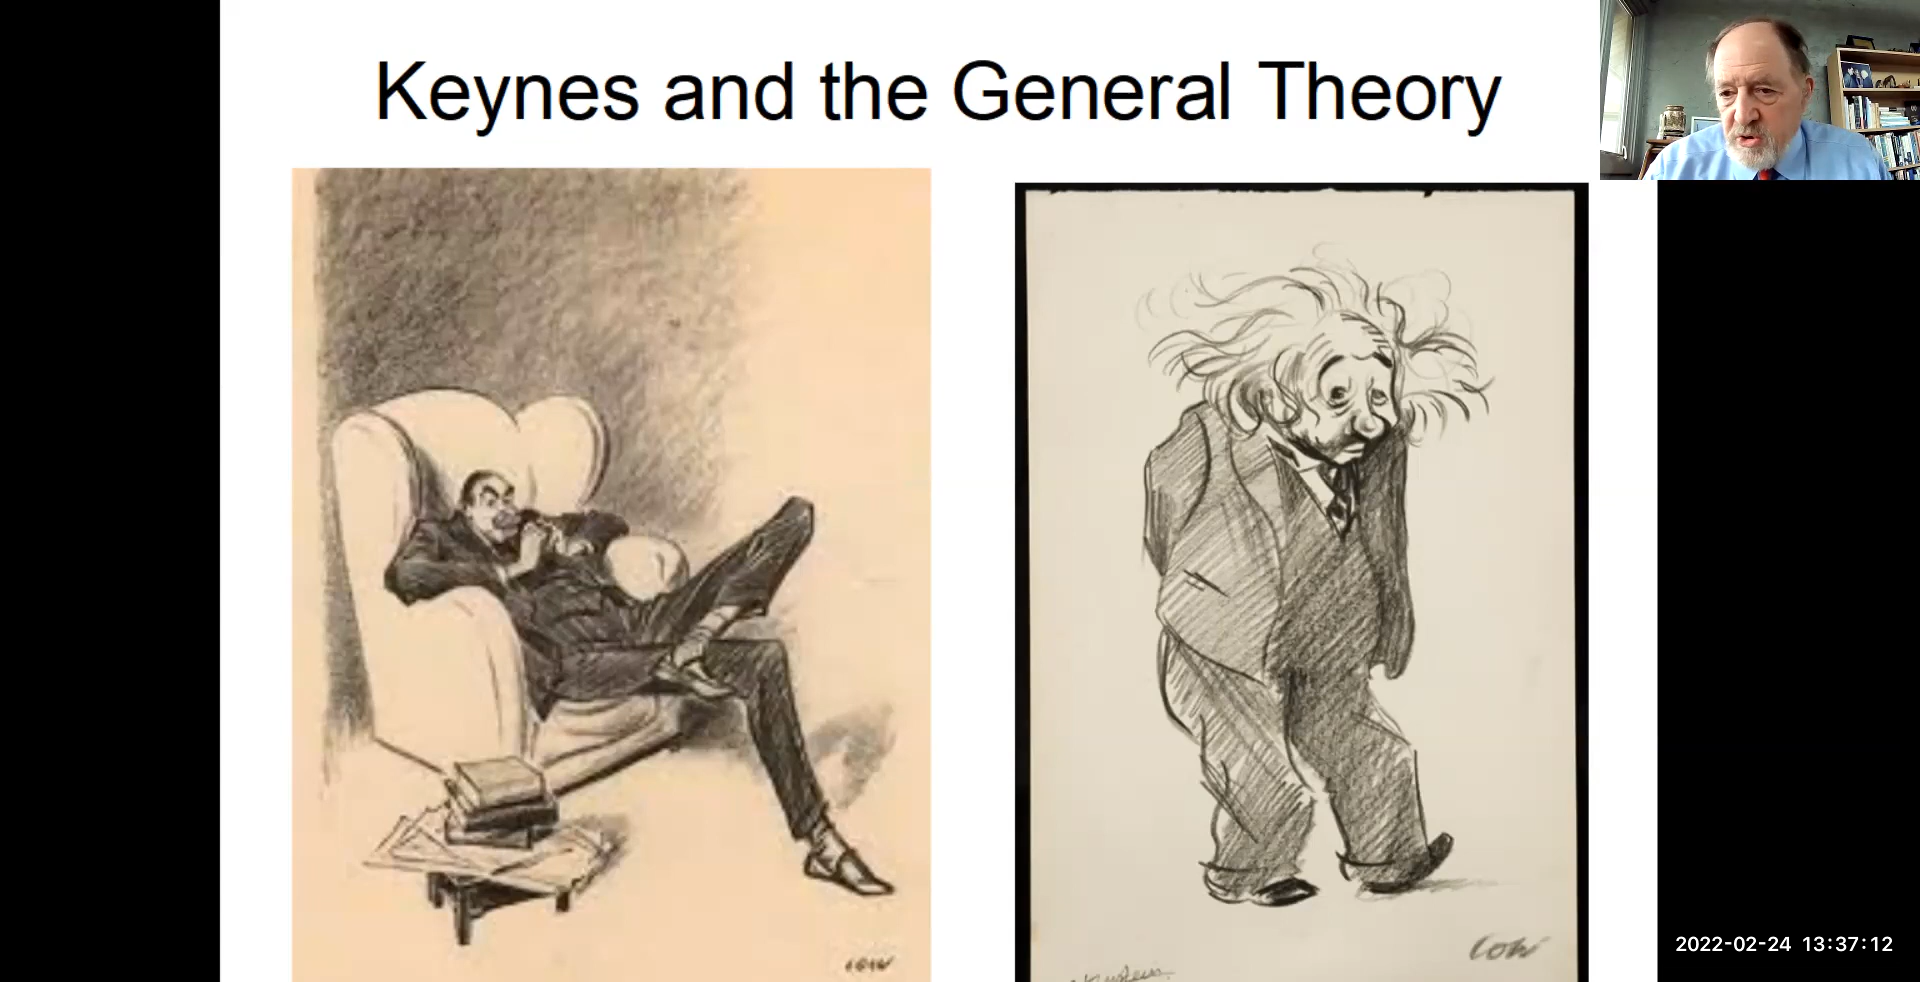 Keynes and the General Theory
LOW
LOW
2022-02-24 13:37:12